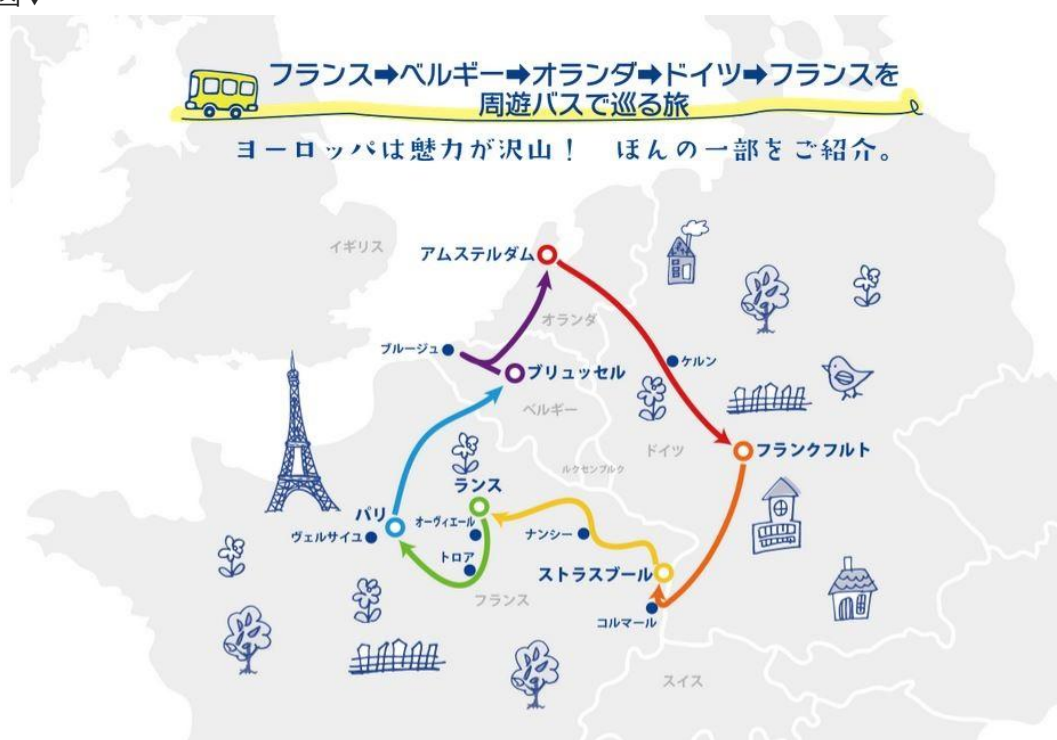 フランス➡ベルギー➡オランダ➡ドイツ➡フランスを
周遊バスで巡る旅
ヨーロッパは魅力が沢山！ ほんの一部をご紹介。
イギリス
アムステルダム
オランダ
ブルージュ
ケルン
ブリュッセル
ベルギー
ドイツ
フランクフルト
ルクセンブルク
ランス
パリ
オーヴィエール
ヴェルサイユ
ナンシー
トロア
ストラスブール
フランス
コルマール
スイス